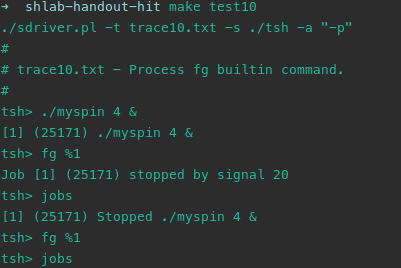 ➜  shlab-handout-hit make test10
./sdriver.pl -t trace10.txt -s ./tsh -a "-p"
#
# trace10.txt - Process fg builtin command.
#
tsh> ./myspin 4 &
[1] (25171) ./myspin 4 &
tsh> fg %1
Job [1] (25171) stopped by signal 20
tsh> jobs
[1] (25171) Stopped ./myspin 4 &
tsh> fg %1
tsh> jobs